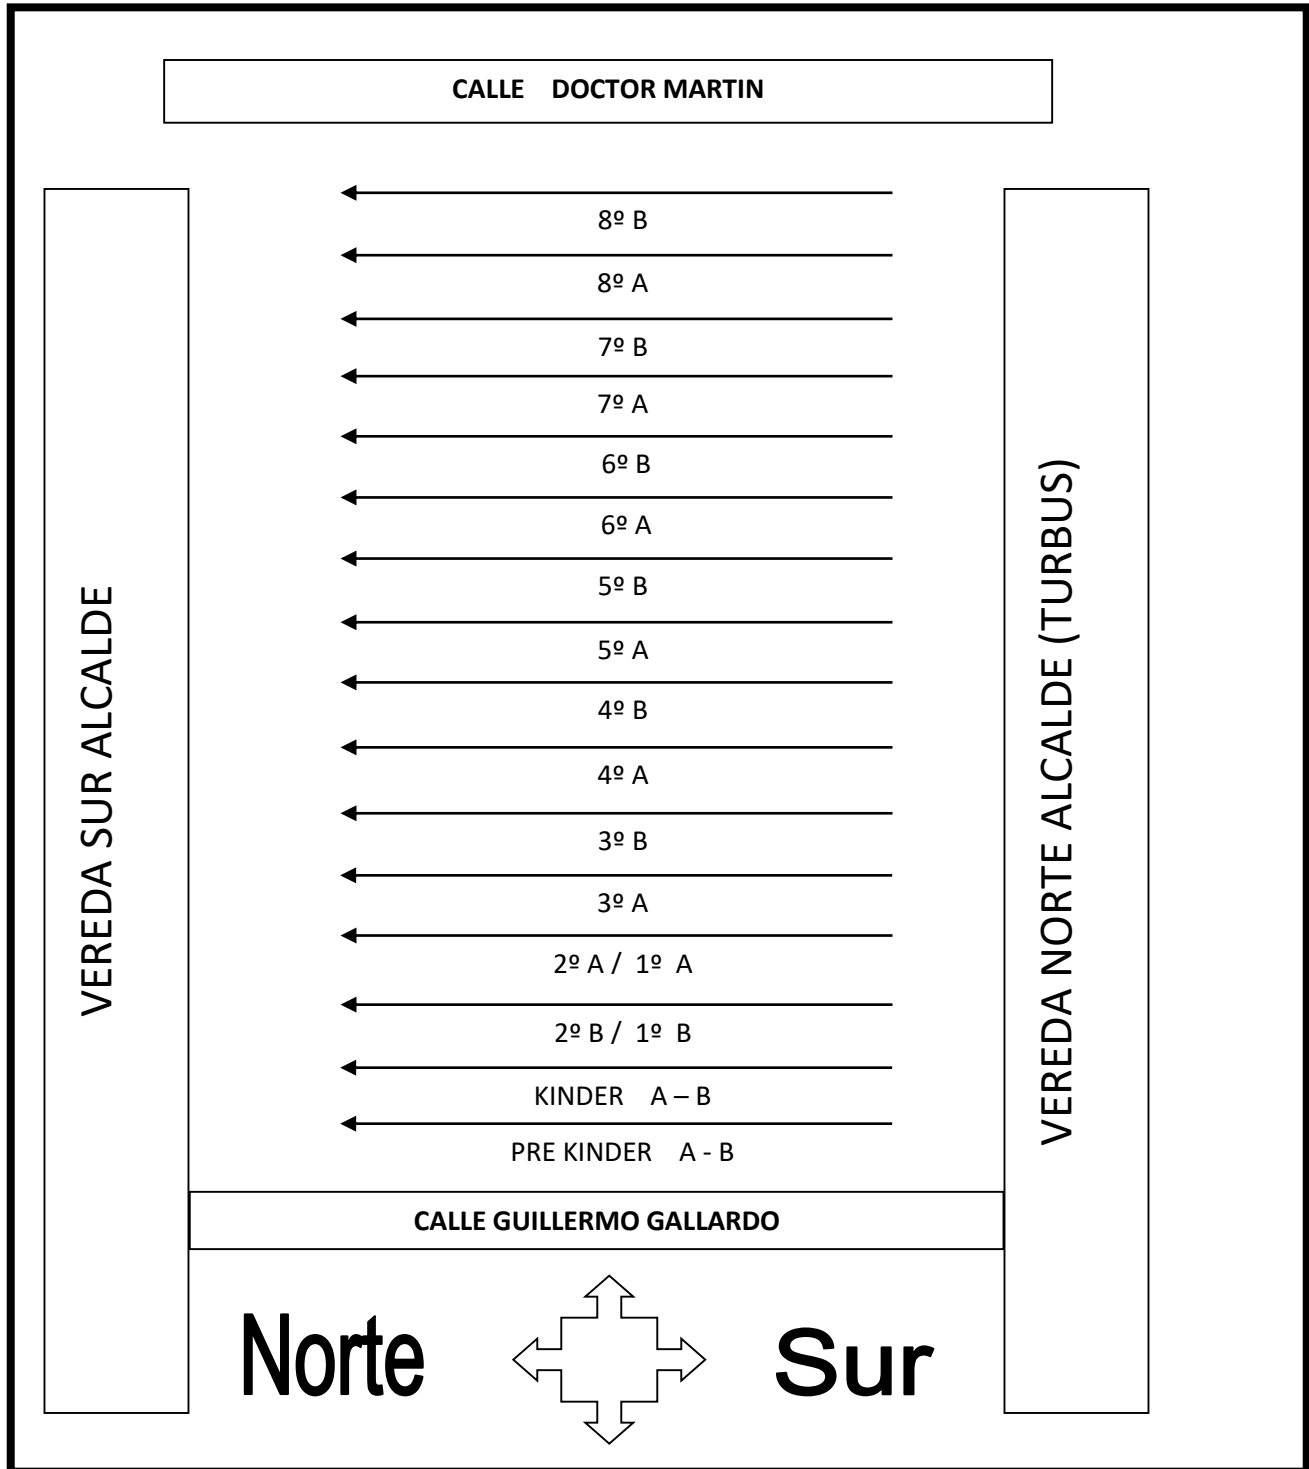 CALLE DOCTOR MARTIN
8º B
8º A
7º B
7º A
6º B
6º A
5º B
5º A
4º B
4º A
3º B
3º A
2º A / 1º A
2º B / 1º B
KINDER A – B
PRE KINDER A - B
VEREDA SUR ALCALDE
VEREDA NORTE ALCALDE (TURBUS)
CALLE GUILLERMO GALLARDO
Norte
Sur